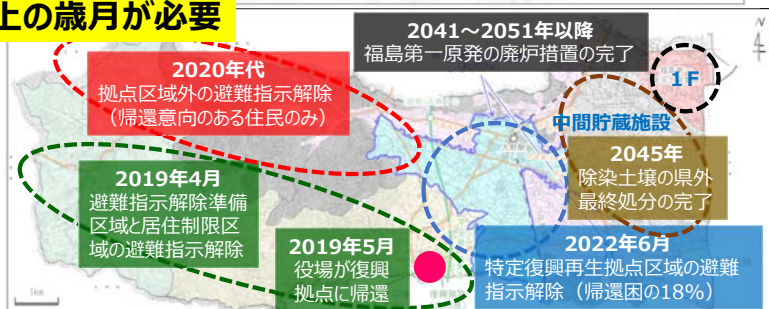 上の歳月が必要
2041～2051年以降
福島第一原発の廃炉措置の完了
N
2020年代
拠点区域外の避難指示解除
（帰還意向のある住民のみ）
1F
中間貯蔵施設
2045年
除染土壌の県外
最終処分の完了
2019年4月
避難指示解除準備
区域と居住制限区
域の避難指示解除
2019年5月
役場が復興
拠点に帰還
2022年6月
特定復興再生拠点区域の避難
指示解除（帰還困の18%）
1km